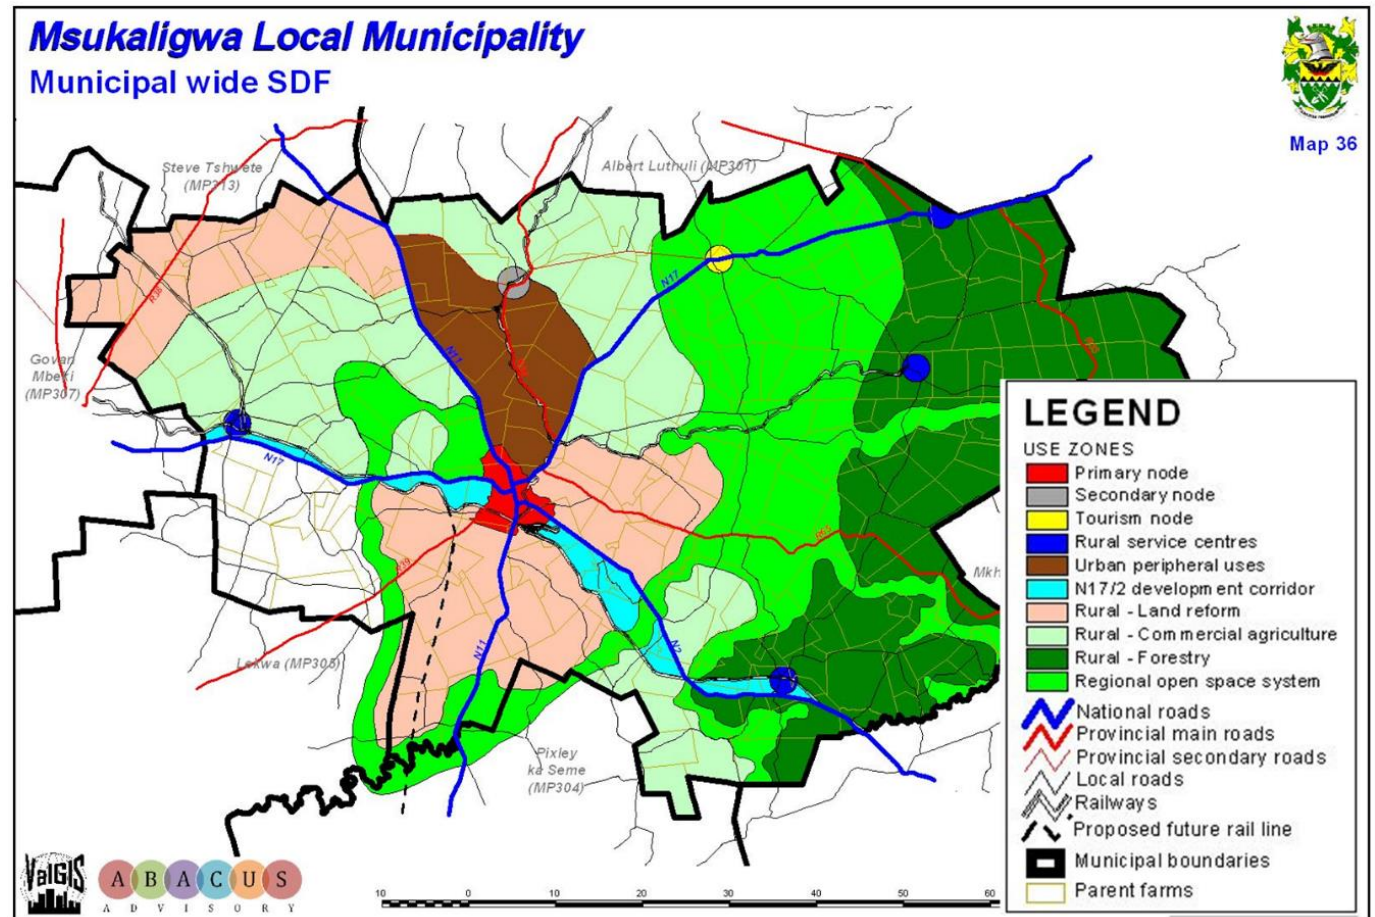 Msukaligwa Local Municipality
Municipal wide SDF
Map 36
Steve Tshwete
(MP313)
Albert Luthuli (MP301)
Govan
Mbeki
(MP307)
N17
N11
N17
N11
N2
Lekwa (MP305)
Pixley
ka Seme
(MP304)
Mkh
LEGEND
USE ZONES
Primary node
Secondary node
Tourism node
Rural service centres
Urban peripheral uses
N17/2 development corridor
Rural - Land reform
Rural - Commercial agriculture
Rural - Forestry
Regional open space system
National roads
Provincial main roads
Provincial secondary roads
Local roads
Railways
Proposed future rail line
Municipal boundaries
Parent farms
ValGIS
ABACUS
ADVISORY
10 0 10 20 30 40 50 60